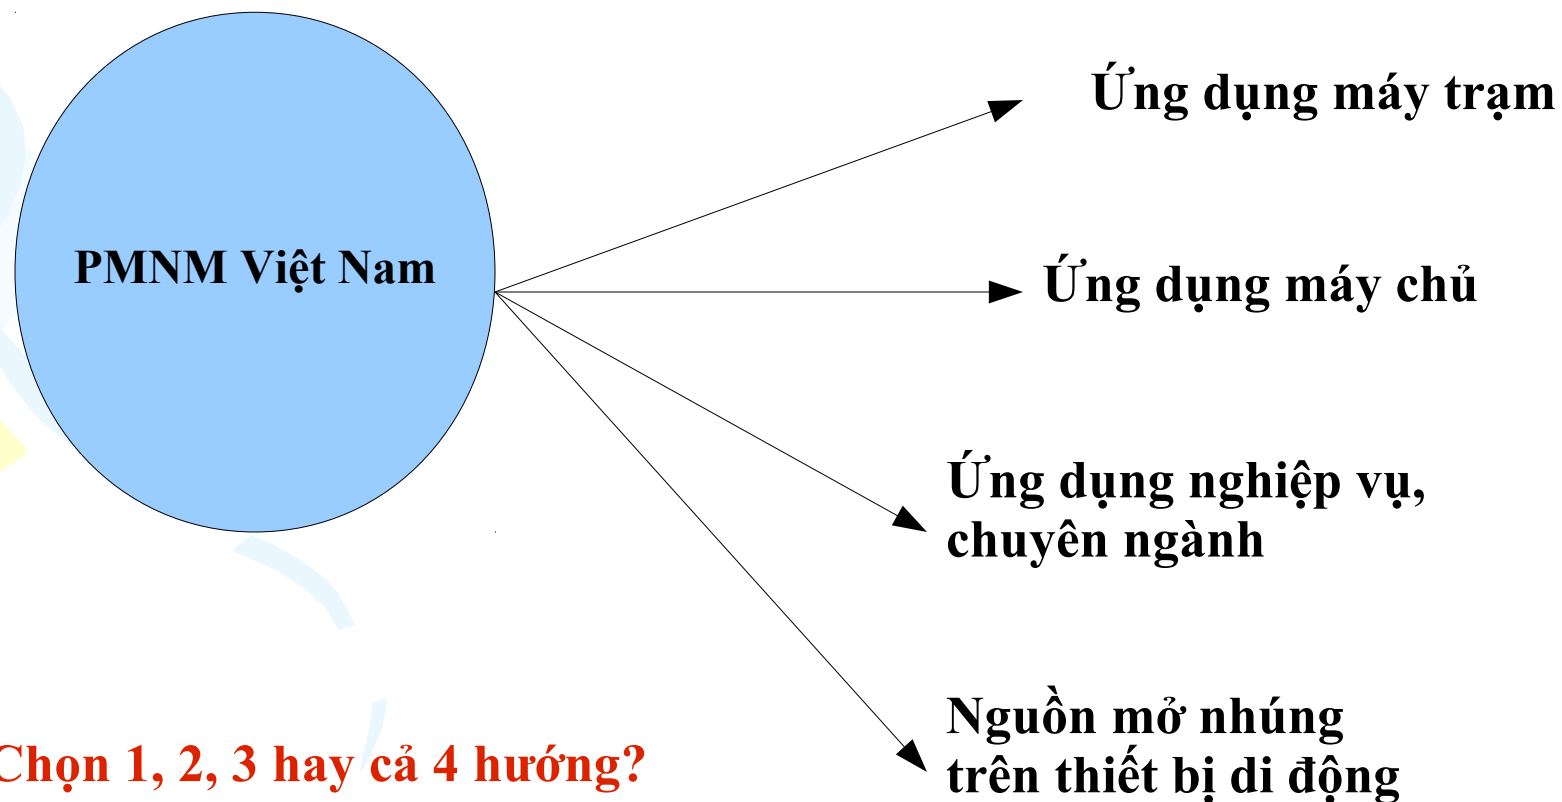 Ứng dụng máy trạm
PMNM Việt Nam
Ứng dụng máy chủ
Ứng dụng nghiệp vụ,
chuyên ngành
Nguồn mở nhúng
trên thiết bị di động
Chọn 1, 2, 3 hay cả 4 hướng?